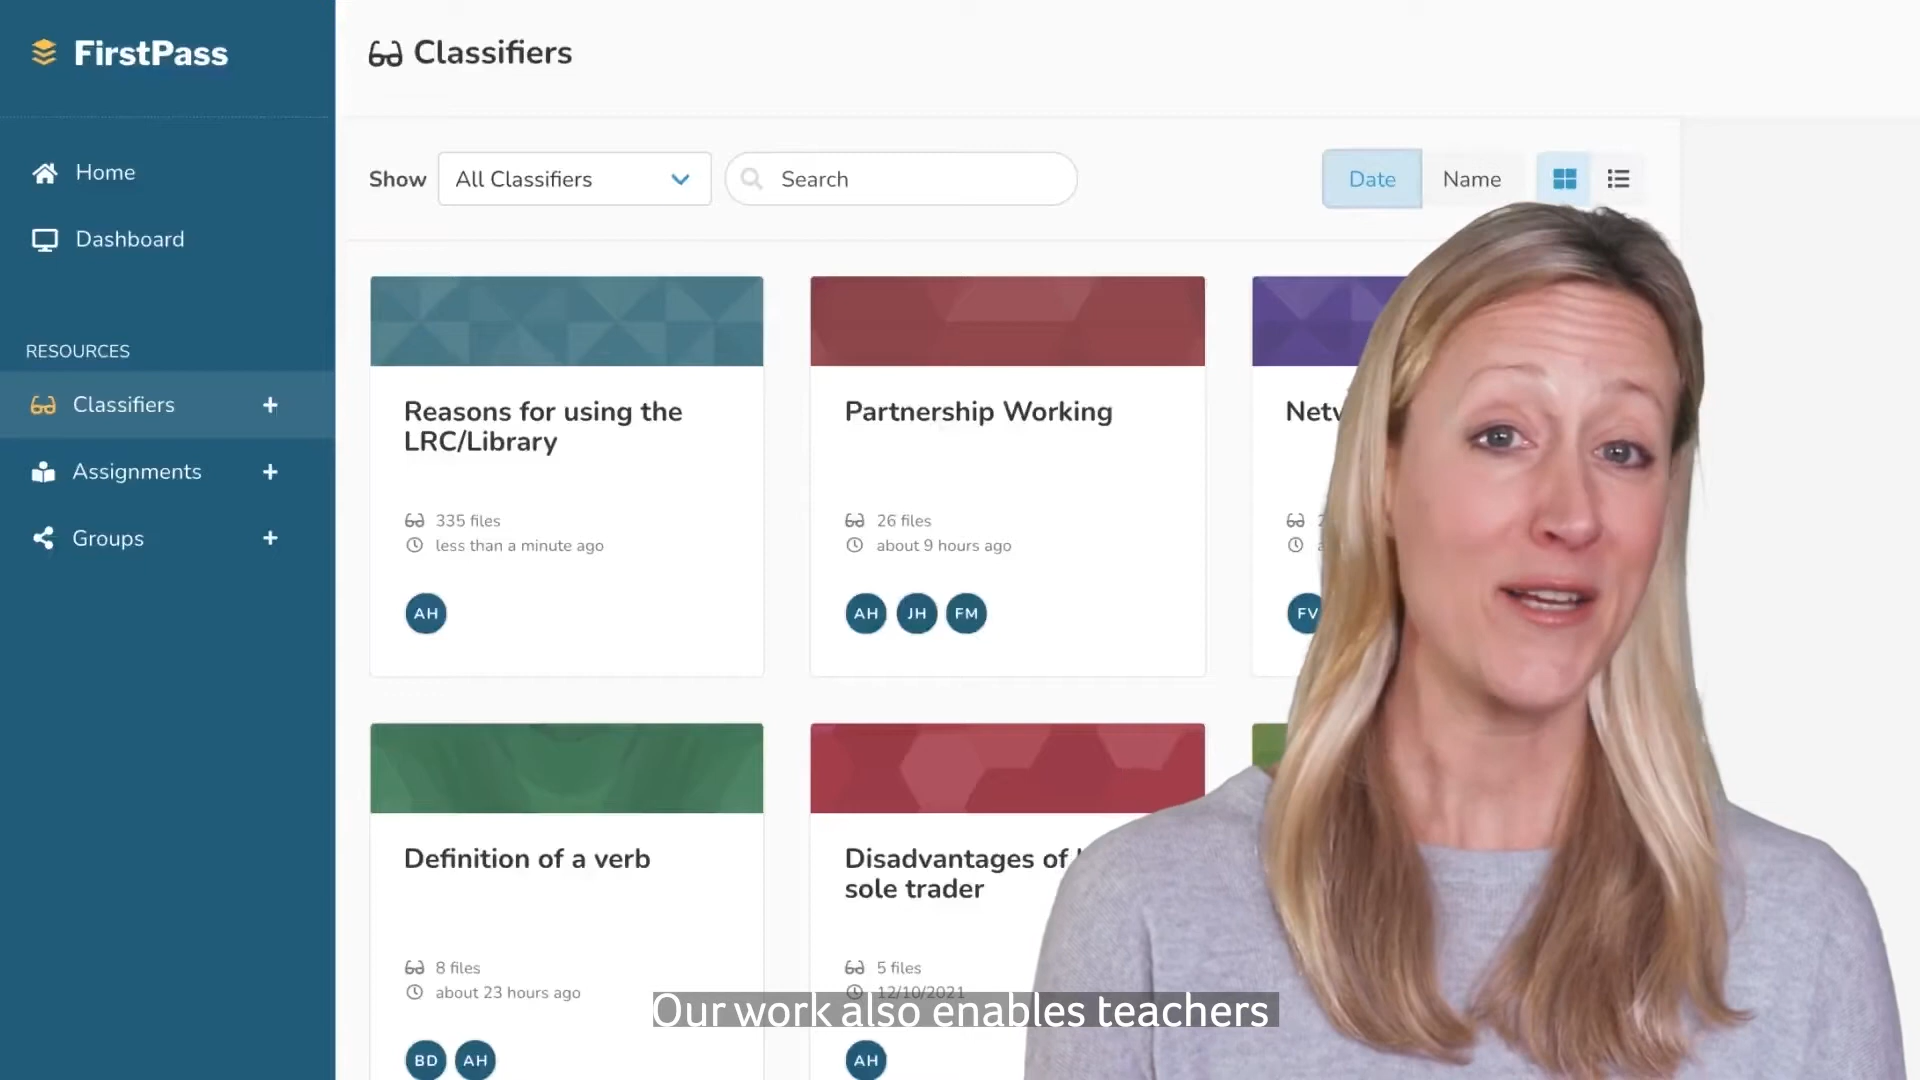 FirstPass
Classifiers
Home
Dashboard
Show
All Classifiers
Search
Date
Name
RESOURCES
Classifiers
Assignments
Groups
Reasons for using the
LRC/Library
335 files
less than a minute ago
AH
Partnership Working
26 files
about 9 hours ago
AH JH FM
FV
Definition of a verb
8 files
about 23 hours ago
BD AH
Disadvantages of
sole trader
5 files
12/10/2021
AH
Our work also enables teachers